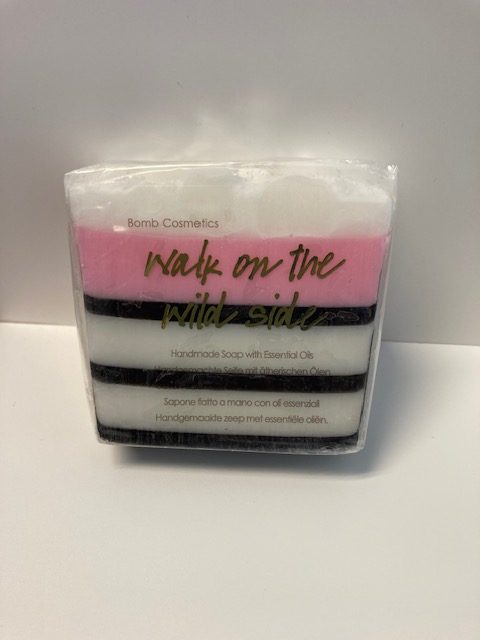 Bomb Cosmetics
walk on the
wild side
Handmade Soap with Essential Oils
Handgemachte Seife mit ätherischen Ölen
Sapone fatto a mano con oli essenziali
Handgemaakte zeep met essentiële oliën.